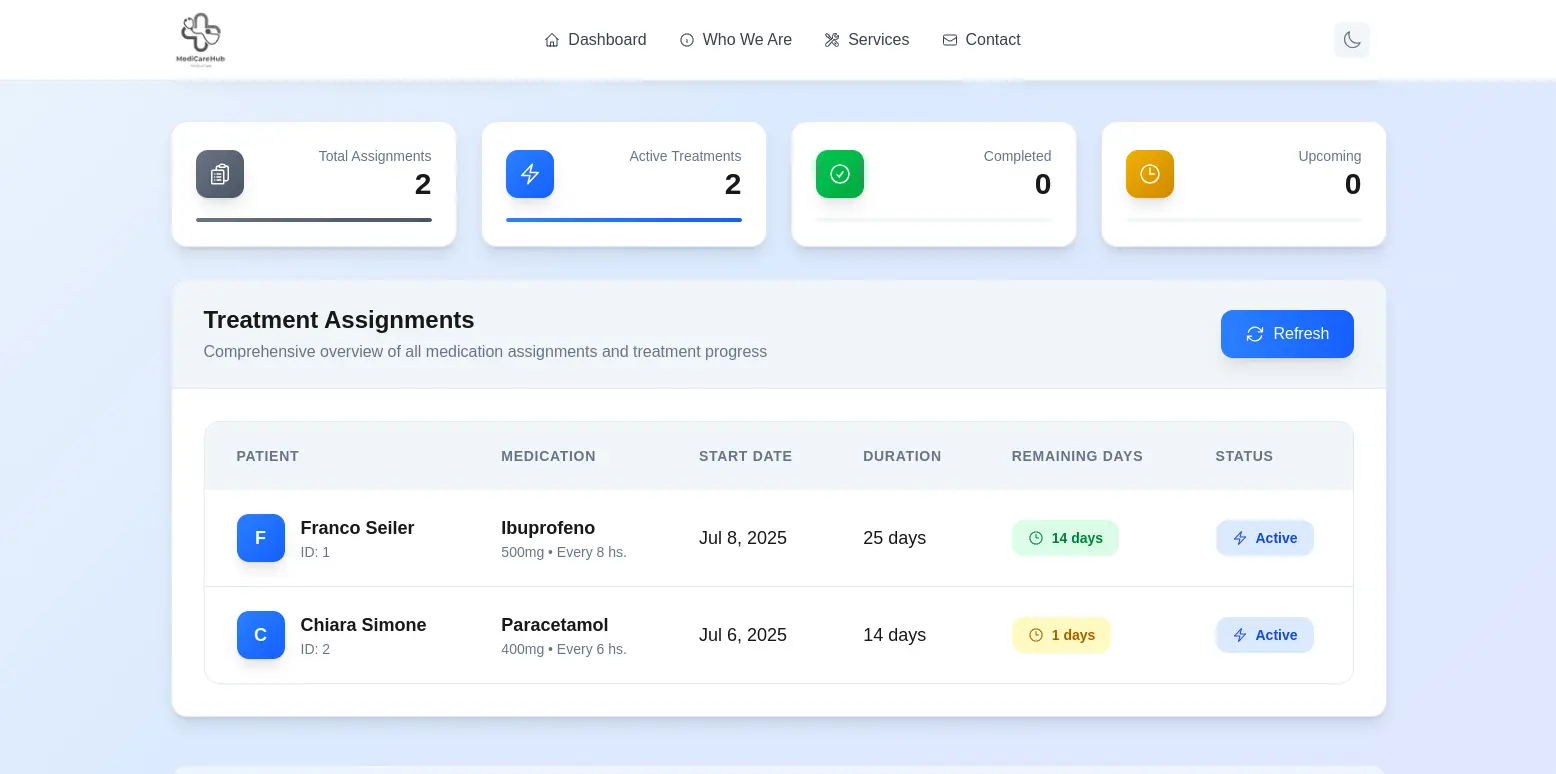 MediCareHub
Dashboard
Who We Are
Services
Contact
Total Assignments
2
Active Treatments
2
Completed
0
Upcoming
0
Treatment Assignments
Comprehensive overview of all medication assignments and treatment progress
Refresh
PATIENT MEDICATION START DATE DURATION REMAINING DAYS STATUS
F
Franco Seiler
ID: 1
Ibuprofeno
500mg • Every 8 hs.
Jul 8, 2025
25 days
14 days
Active
C
Chiara Simone
ID: 2
Paracetamol
400mg • Every 6 hs.
Jul 6, 2025
14 days
1 days
Active